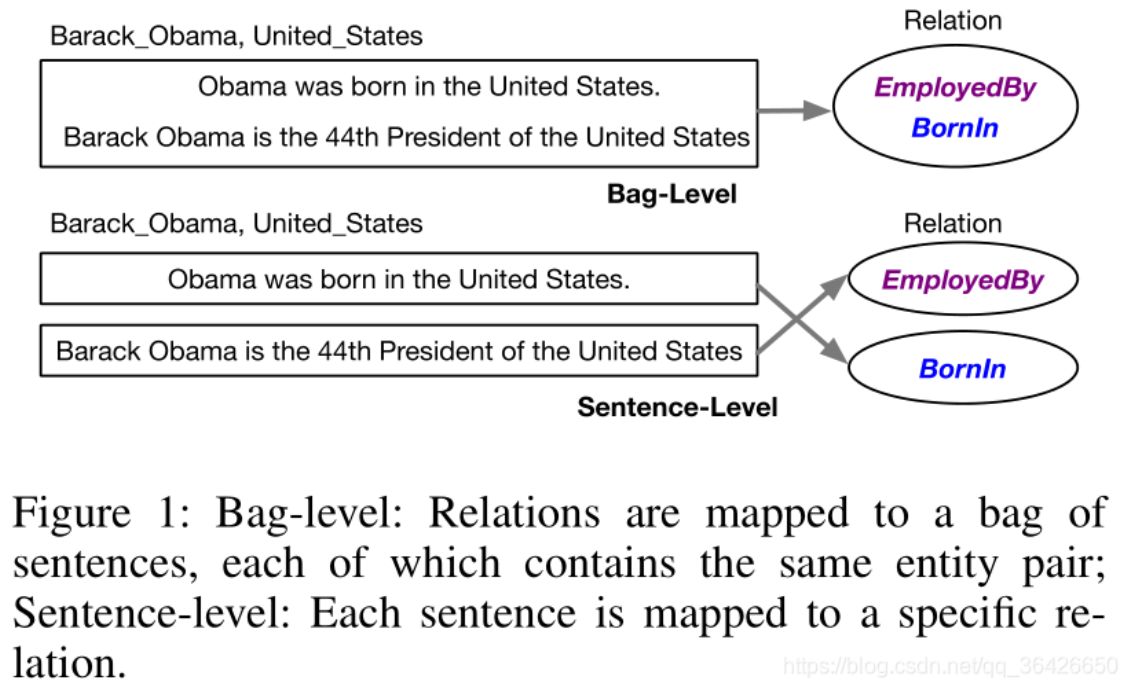 Relation
Barack_Obama, United_States
Obama was born in the United States.
EmployedBy
BornIn
Barack Obama is the 44th President of the United States
Bag-Level
Barack_Obama, United_States
Relation
Obama was born in the United States.
EmployedBy
Barack Obama is the 44th President of the United States
BornIn
Sentence-Level
Figure 1: Bag-level: Relations are mapped to a bag of
sentences, each of which contains the same entity pair;
Sentence-level: Each sentence is mapped to a specific re-
lation.
https://blog.csdn.net/qq_36426650